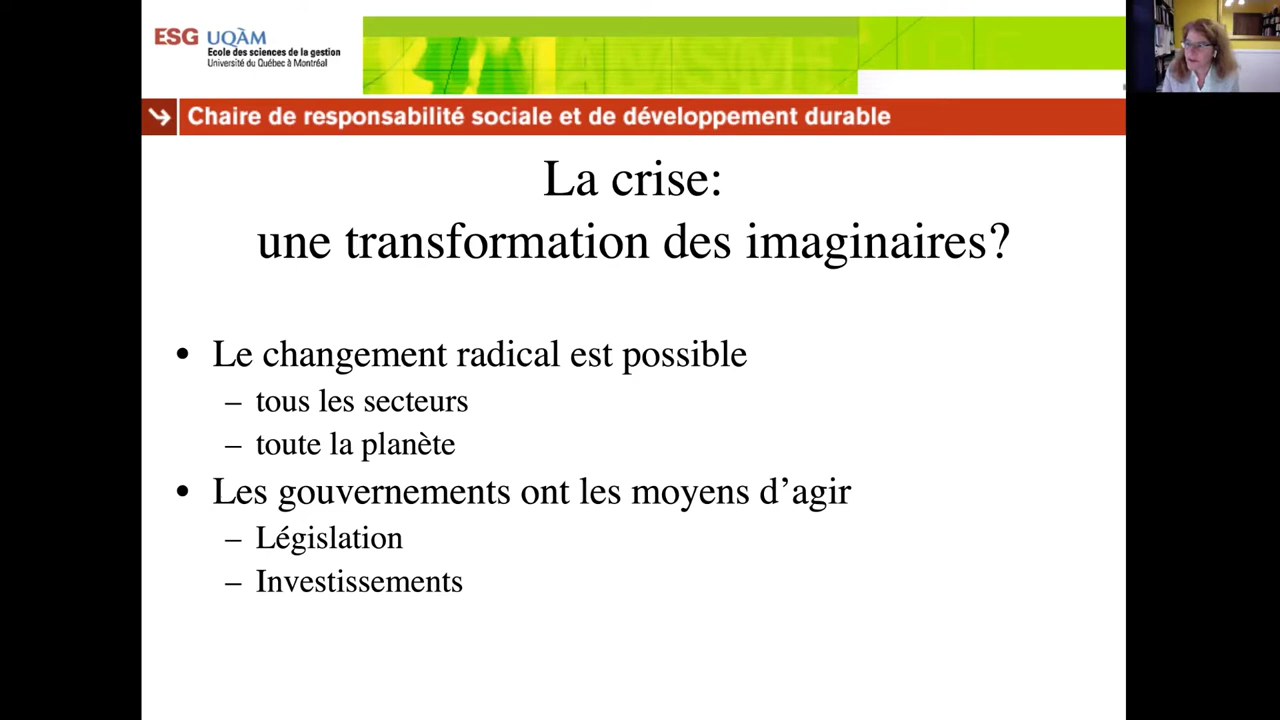 ESG UQÀM
Ecole des sciences de la gestion
Université du Québec à Montréal
Chaire de responsabilité sociale et de développement durable
La crise:
une transformation des imaginaires?
• Le changement radical est possible
– tous les secteurs
– toute la planète
• Les gouvernements ont les moyens d’agir
– Législation
– Investissements